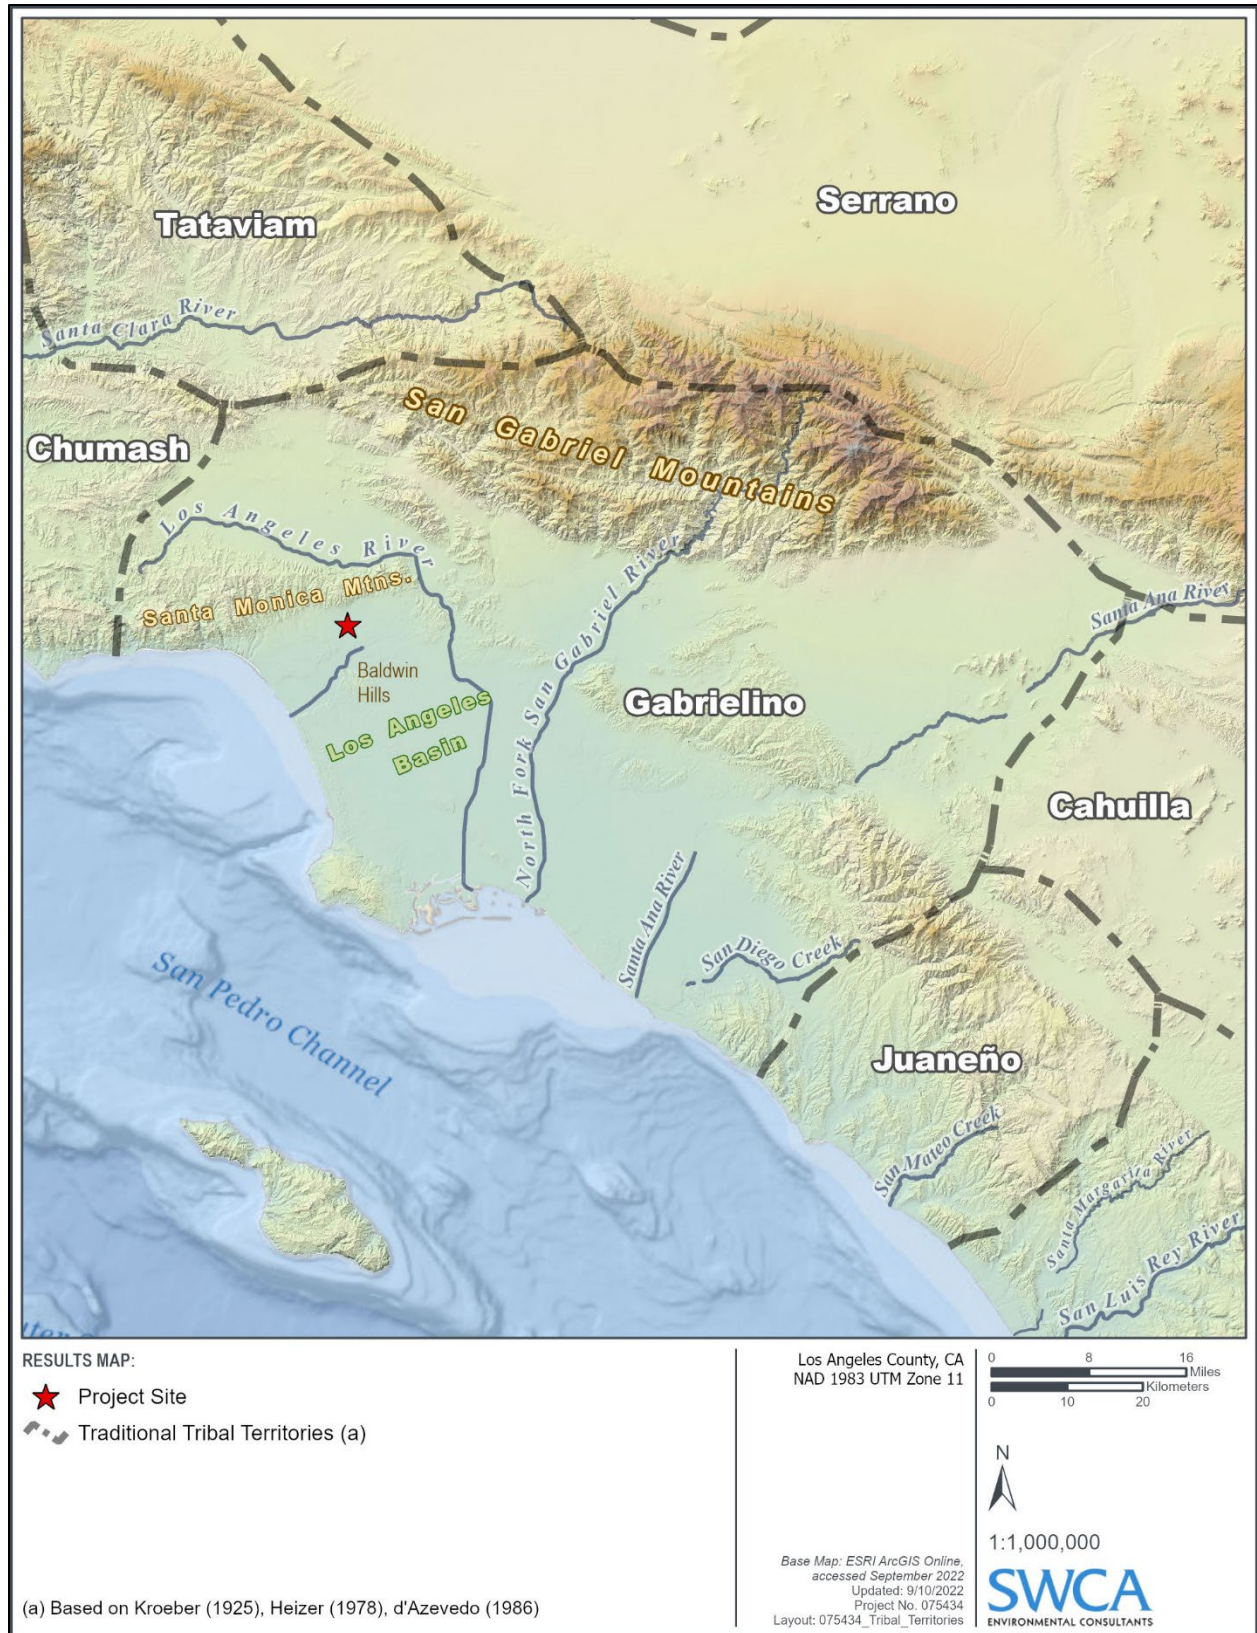 Serrano
Tataviam
Santa Clara River
San Gabriel Mountains
Chumash
Los Angeles River
Santa Monica Mtns.
Santa Ana River
North Fork San Gabriel River
Baldwin
Hills
Gabrielino
Los Angeles
Basin
Cahuilla
Santa Ana River
San Diego Creek
San Pedro Channel
Juaneño
San Mateo Creek
Santa Margarita River
San Luis Rey River
RESULTS MAP:
Project Site
Traditional Tribal Territories (a)
(a) Based on Kroeber (1925), Heizer (1978), d'Azevedo (1986)
Los Angeles County, CA
NAD 1983 UTM Zone 11
Base Map: ESRI ArcGIS Online,
accessed September 2022
Updated: 9/10/2022
Project No. 075434
Layout: 075434_Tribal_Territories
0 8 16
Miles
Kilometers
0 10 20
N
1:1,000,000
SWCA
ENVIRONMENTAL CONSULTANTS